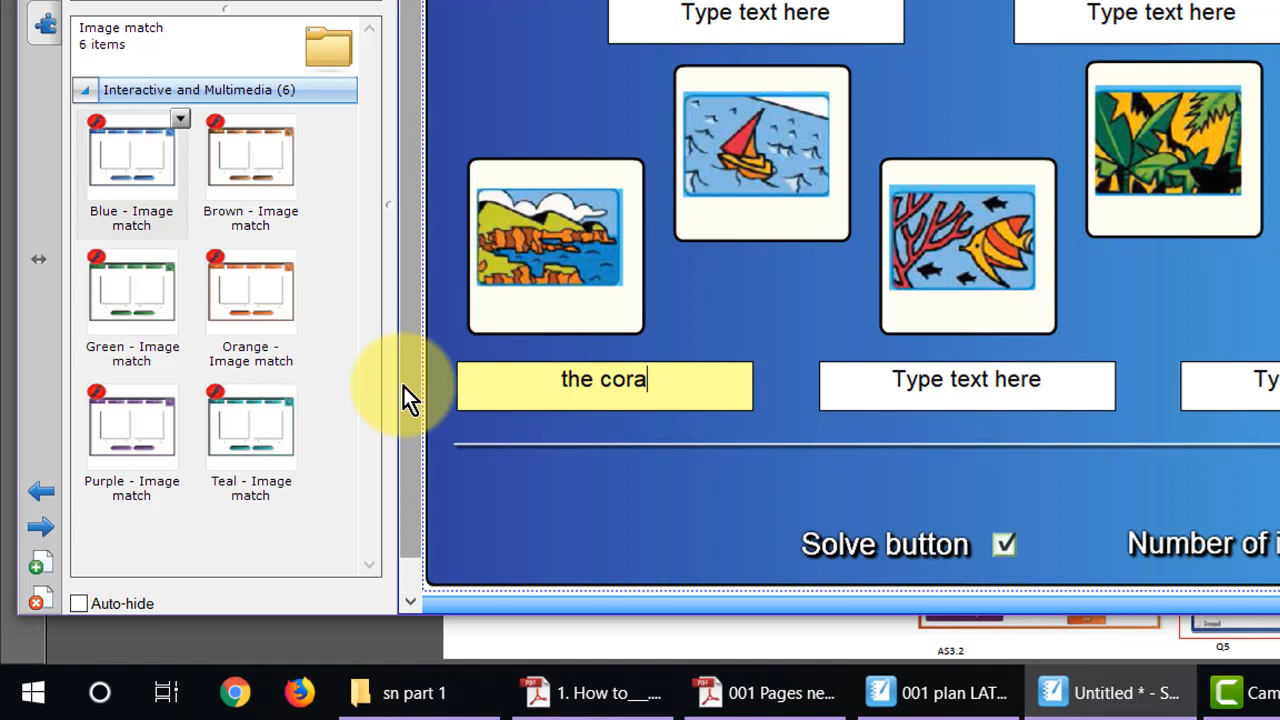 Image match
6 items
Interactive and Multimedia (6)
Blue - Image
match
Brown - Image
match
Green - Image
match
Orange -
Image match
Purple - Image
match
Teal - Image
match
Auto-hide
Type text here
Type text here
the cora
Type text here
Ty
Solve button
Number of i
AS3.2
Q5
sn part 1
1. How to___....
001 Pages ne...
001 plan LAT...
Untitled * - S...
Cam